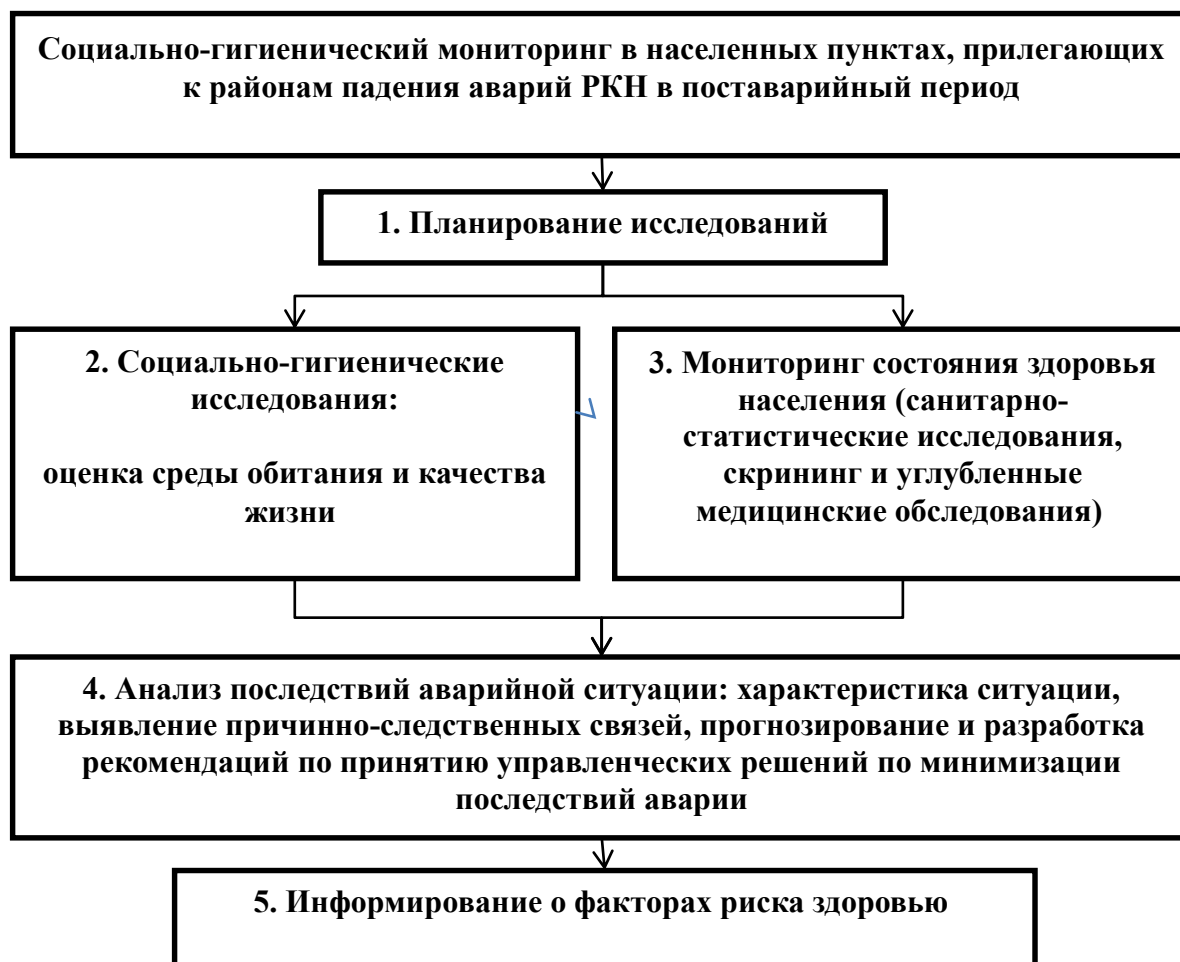 Социально-гигиенический мониторинг в населенных пунктах, прилегающих
к районам падения аварий РКН в поставарийный период
1. Планирование исследований
2. Социально-гигиенические
исследования:
оценка среды обитания и качества
жизни
3. Мониторинг состояния здоровья
населения (санитарно-
статистические исследования,
скрининг и углубленные
медицинские обследования)
4. Анализ последствий аварийной ситуации: характеристика ситуации,
выявление причинно-следственных связей, прогнозирование и разработка
рекомендаций по принятию управленческих решений по минимизации
последствий аварии
5. Информирование о факторах риска здоровью